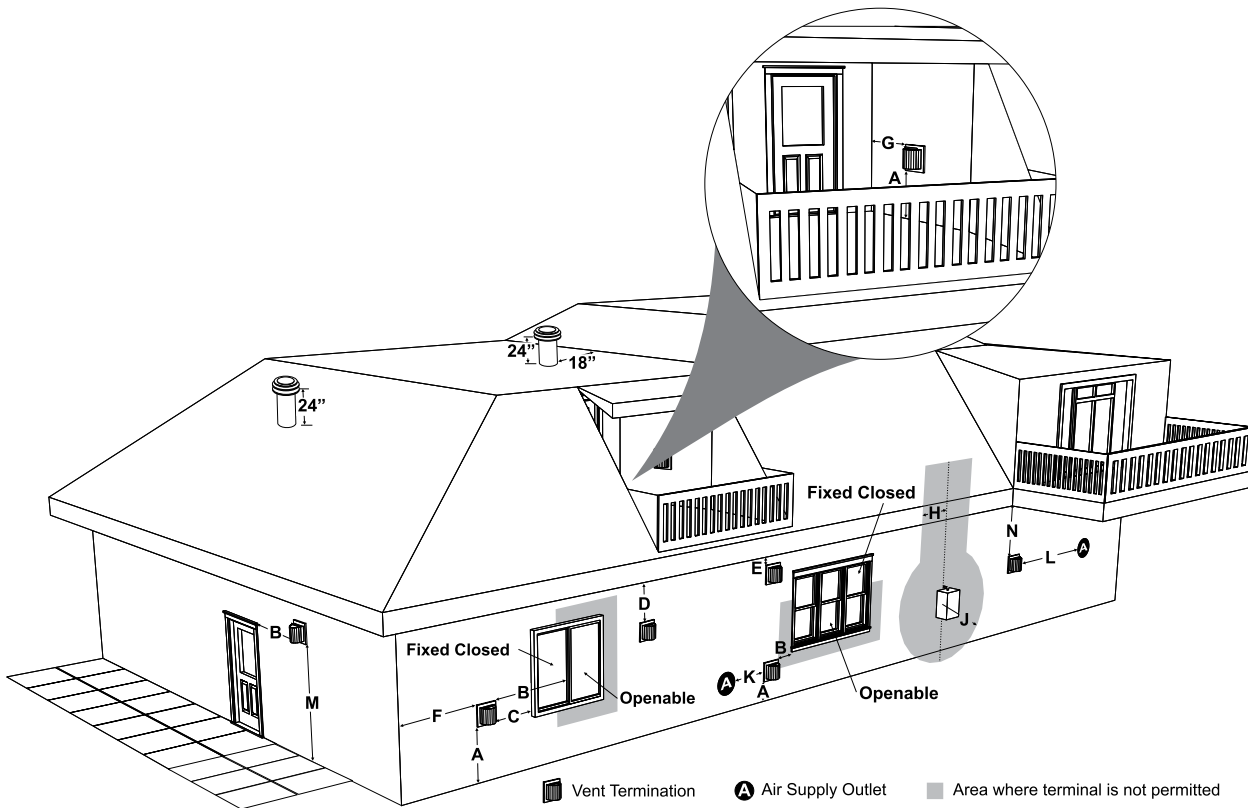 G
A
24”
18”
24”
Fixed Closed
H
N
E
L
A
D
J
B
Fixed Closed
B
K
A
A
Openable
B
Openable
M
F
C
A
Vent Termination
A Air Supply Outlet
Area where terminal is not permitted